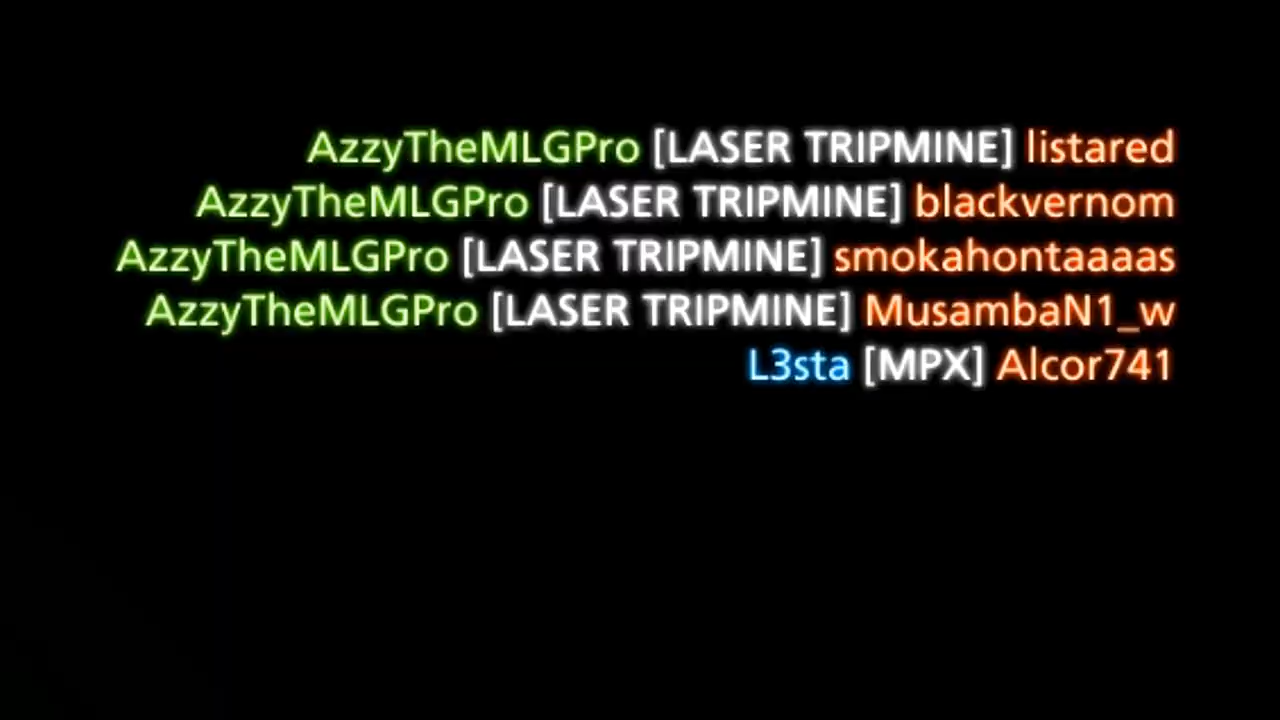 AzzyTheMLGPro [LASER TRIPMINE] listared
AzzyTheMLGPro [LASER TRIPMINE] blackvernom
AzzyTheMLGPro [LASER TRIPMINE] smokahontaaaas
AzzyTheMLGPro [LASER TRIPMINE] MusambaN1_w
L3sta [MPX] Alcor741